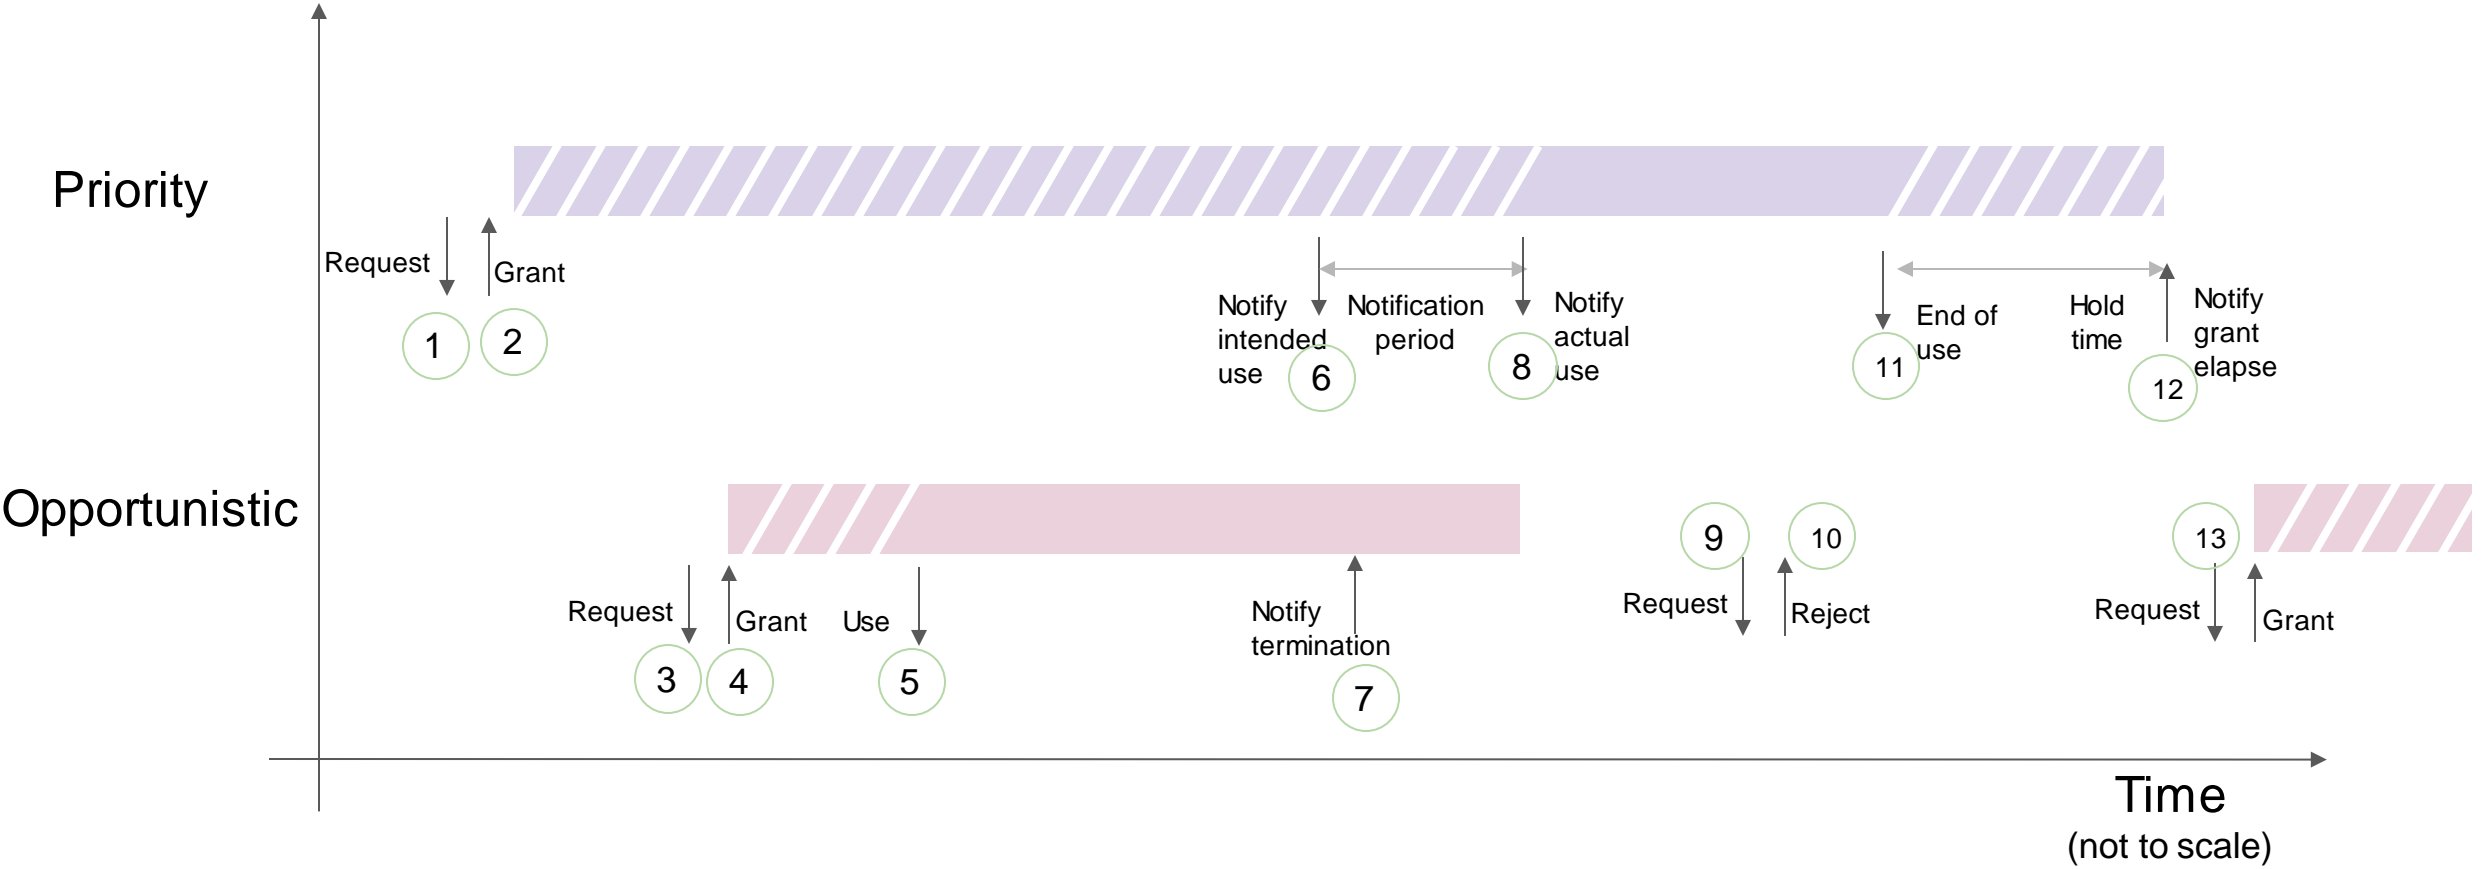 Priority
Request
Grant
1
2
Notify
intended
use
6
Notification
period
8
Notify
actual
use
11
End of
use
Hold
time
12
Notify
grant
elapse
Opportunistic
Request
Grant
3
4
Use
5
Notify
termination
7
9
10
Request
Reject
13
Request
Grant
Time
(not to scale)